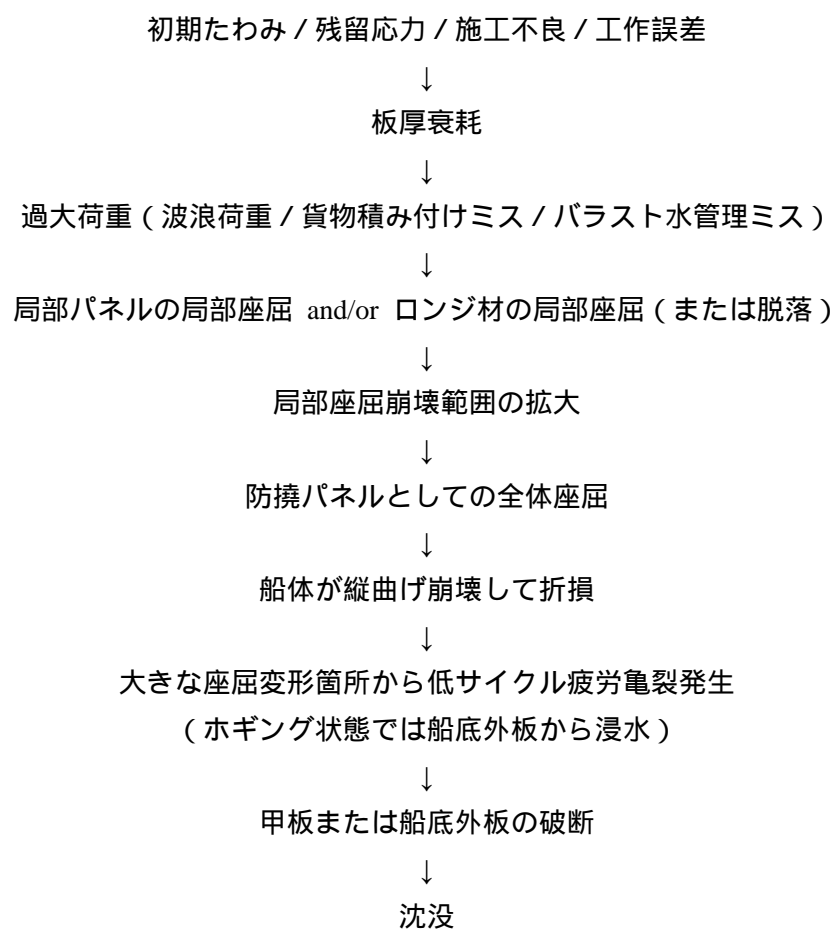 初期たわみ / 残留応力 / 施工不良 / 工作誤差
↓
板厚衰耗
↓
過大荷重 ( 波浪荷重 / 貨物積み付けミス / バラスト水管理ミス )
↓
局部パネルの局部座屈 and/or ロンジ材の局部座屈 ( または脱落 )
↓
局部座屈崩壊範囲の拡大
↓
防撓パネルとしての全体座屈
↓
船体が縦曲げ崩壊して折損
↓
大きな座屈変形箇所から低サイクル疲労亀裂発生
( ホギング状態では船底外板から浸水 )
↓
甲板または船底外板の破断
↓
沈没